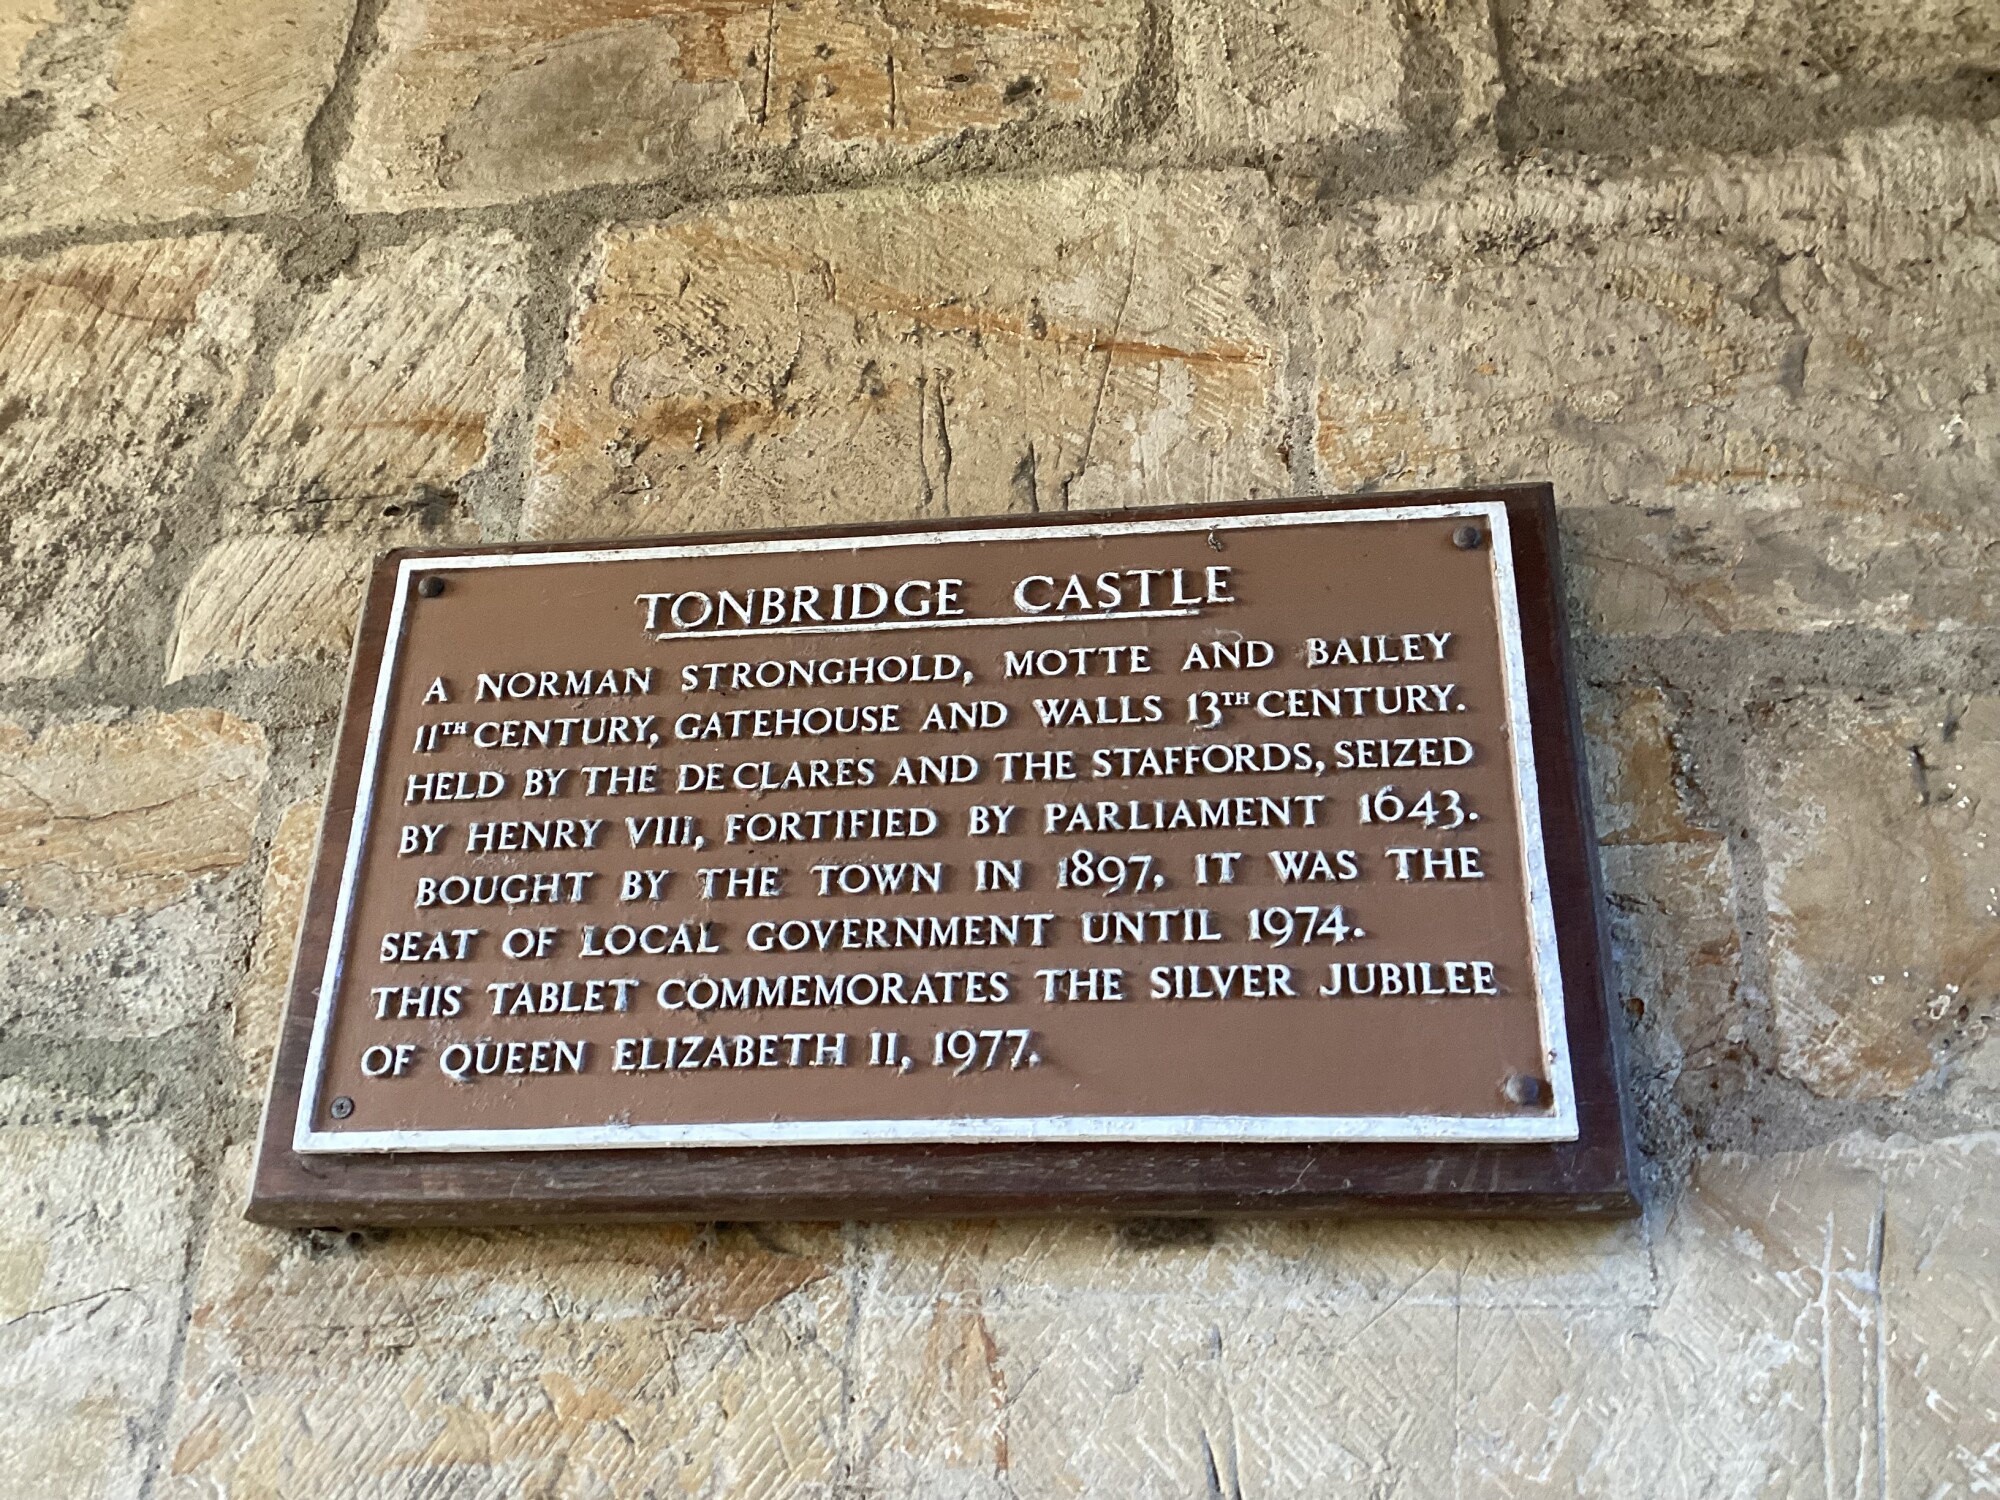 TONBRIDGE CASTLE
A NORMAN STRONGHOLD, MOTTE AND BAILEY
11TH CENTURY, GATEHOUSE AND WALLS 13TH CENTURY.
HELD BY THE DE CLARES AND THE STAFFORDS, SEIZED
BY HENRY VIII, FORTIFIED BY PARLIAMENT 1643.
BOUGHT BY THE TOWN IN 1897, IT WAS THE
SEAT OF LOCAL GOVERNMENT UNTIL 1974.
THIS TABLET COMMEMORATES THE SILVER JUBILEE
OF QUEEN ELIZABETH II, 1977.